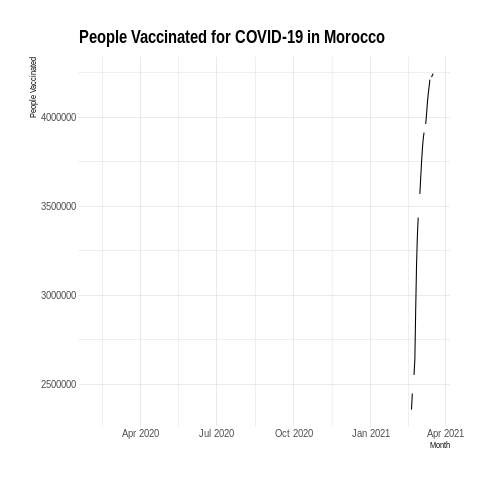 People Vaccinated for COVID-19 in Morocco
People Vaccinated
4000000
3500000
3000000
2500000
Apr 2020 Jul 2020 Oct 2020 Jan 2021 Apr 2021
Month